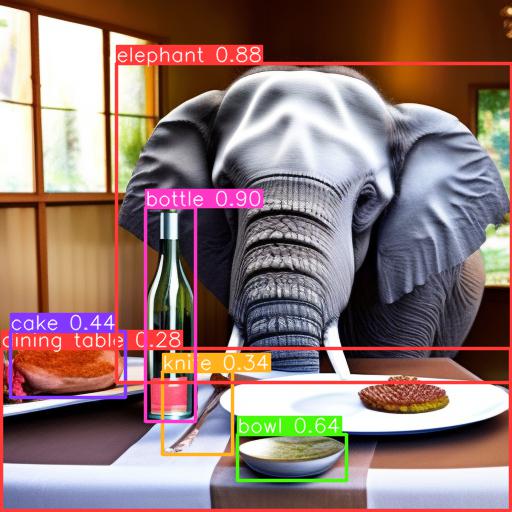 elephant 0.88
bottle 0.90
cake 0.44
dining table 0.28
knife 0.34
bowl 0.64